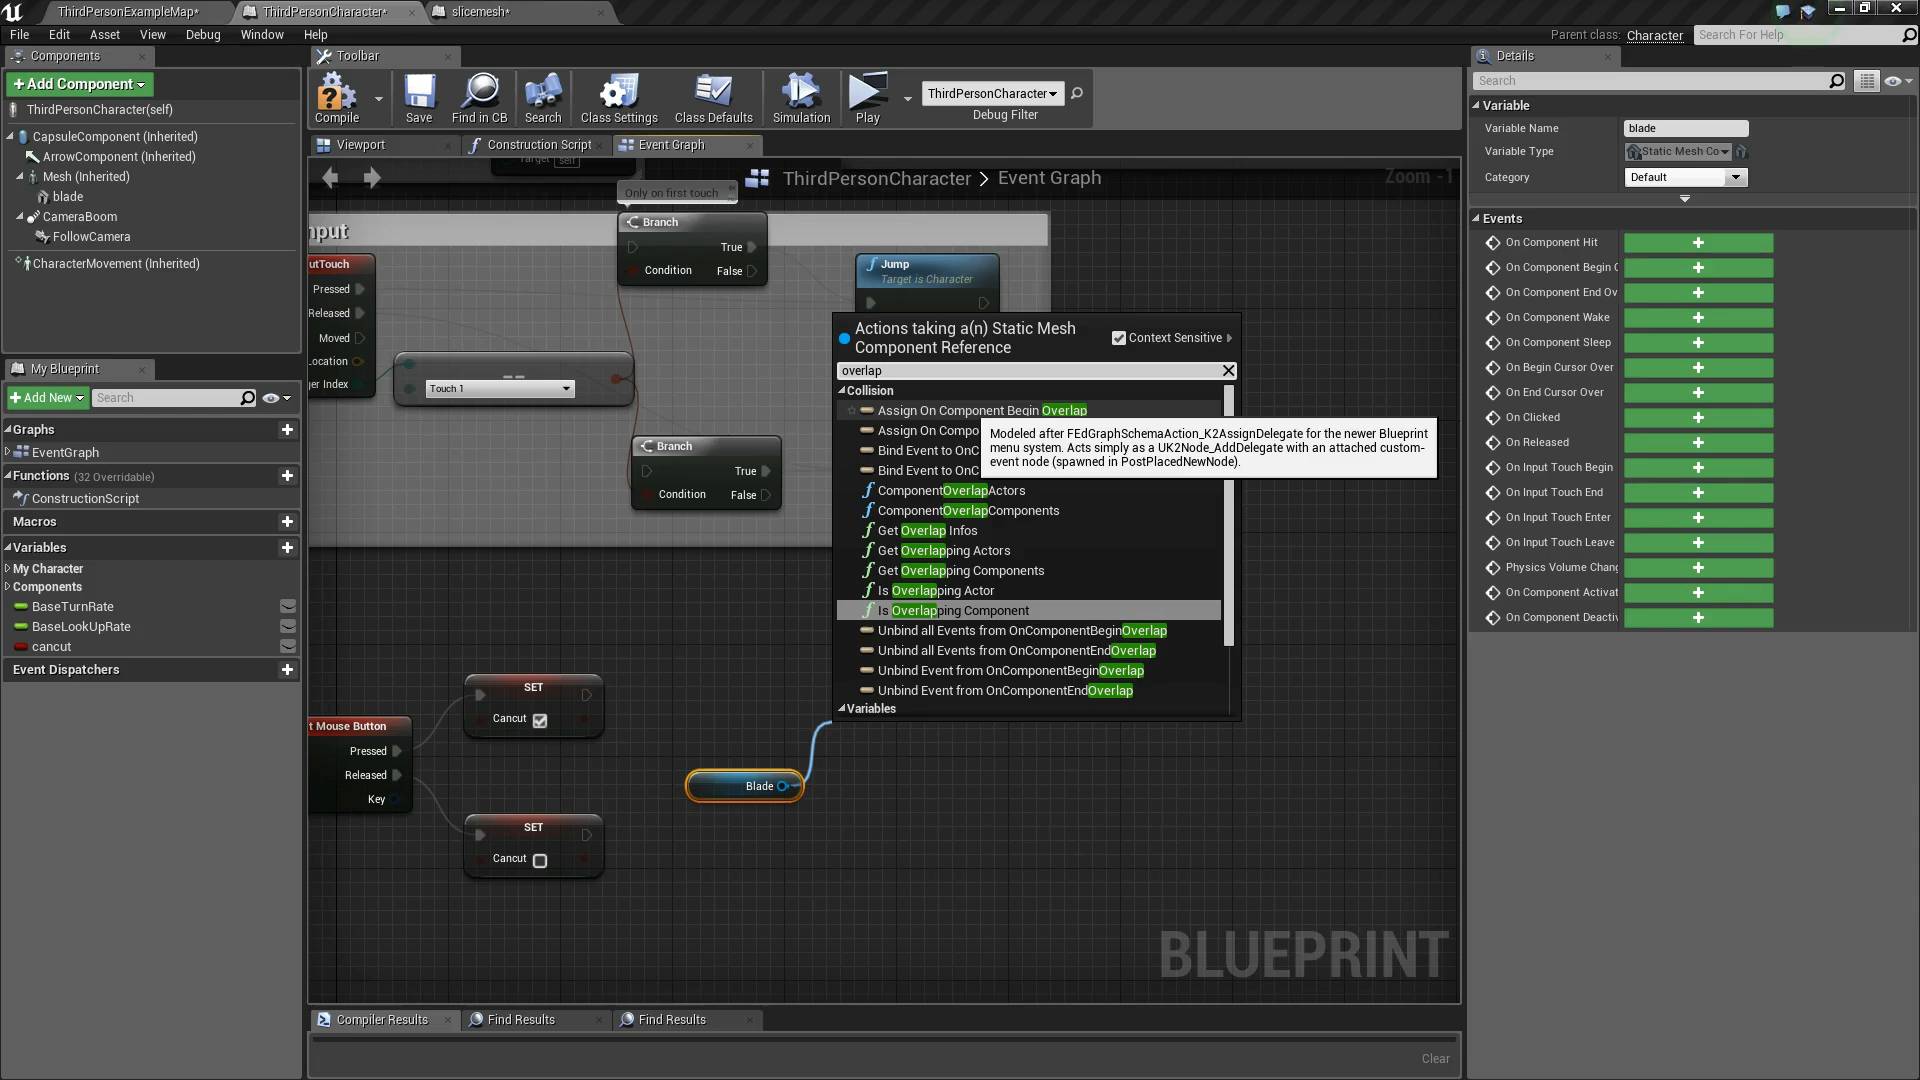 ThirdPersonExampleMap*
ThirdPersonCharacter*
slicemesh*
File Edit Asset View Debug Window Help
Parent class: Character
Search For Help
Components
+Add Component
ThirdPersonCharacter(self)
CapsuleComponent (Inherited)
ArrowComponent (Inherited)
Mesh (Inherited)
blade
CameraBoom
FollowCamera
CharacterMovement (Inherited)
My Blueprint
+Add New
Search
Graphs
EventGraph
Functions (32 Overridable)
ConstructionScript
Macros
Variables
My Character
Components
BaseTurnRate
BaseLookUpRate
cancut
Event Dispatchers
Toolbar
Compile
Save
Find in CB
Search
Class Settings
Class Defaults
Simulation
Play
ThirdPersonCharacter
Debug Filter
Viewport
Construction Script
Event Graph
Target self
ThirdPersonCharacter > Event Graph
Zoom -1
Only on first touch
nput
Branch
True
Condition False
utTouch
Pressed
Released
Moved
Location
ger Index
==
Touch 1
Branch
True
Condition False
Jump
Target is Character
Actions taking a(n) Static Mesh
Component Reference
Context Sensitive
overlap
Collision
Assign On Component Begin Overlap
Assign On Compo
Bind Event to OnC
Bind Event to OnC
ComponentOverlapActors
ComponentOverlapComponents
Get Overlap Infos
Get Overlapping Actors
Get Overlapping Components
Is Overlapping Actor
Is Overlapping Component
Unbind all Events from OnComponentBeginOverlap
Unbind all Events from OnComponentEndOverlap
Unbind Event from OnComponentBeginOverlap
Unbind Event from OnComponentEndOverlap
Variables
Modeled after FEdGraphSchemaAction_K2AssignDelegate for the newer Blueprint
menu system. Acts simply as a UK2Node_AddDelegate with an attached custom-
event node (spawned in PostPlacedNewNode).
SET
Cancut
t Mouse Button
Pressed
Released
Key
SET
Cancut
Blade
BLUEPRINT
Compiler Results
Find Results
Find Results
Clear
Details
Search
Variable
Variable Name blade
Variable Type Static Mesh Co
Category Default
Events
On Component Hit
On Component Begin O
On Component End Ov
On Component Wake
On Component Sleep
On Begin Cursor Over
On End Cursor Over
On Clicked
On Released
On Input Touch Begin
On Input Touch End
On Input Touch Enter
On Input Touch Leave
Physics Volume Chang
On Component Activat
On Component Deactiv